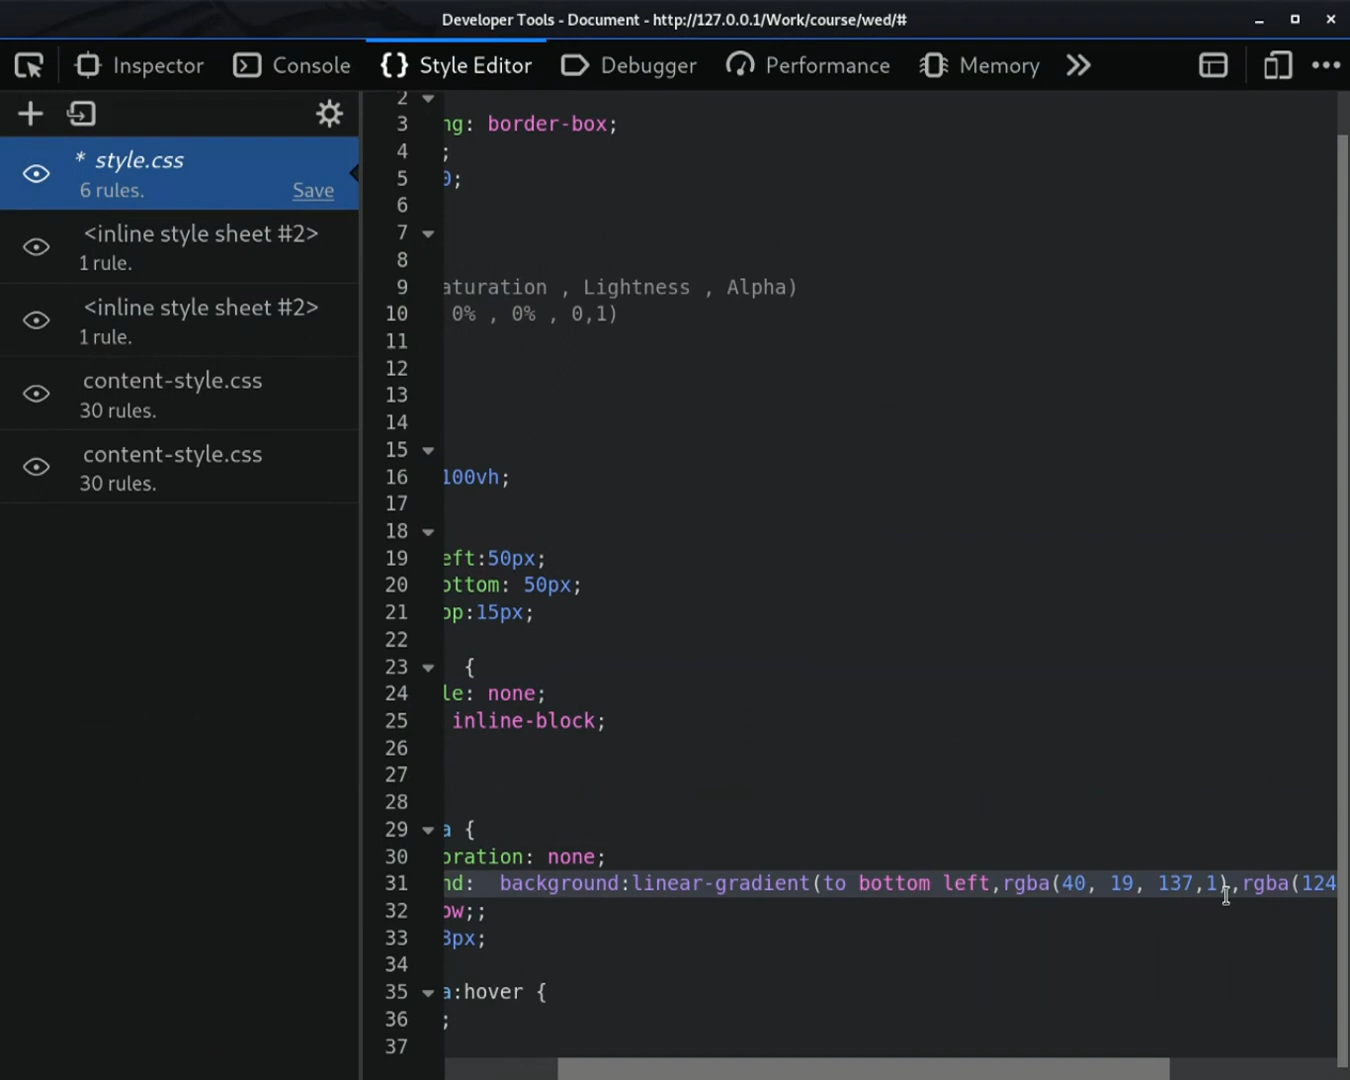 Developer Tools - Document - http://127.0.0.1/Work/course/wed/#
Inspector Console {} Style Editor Debugger Performance Memory
* style.css
6 rules. Save
<inline style sheet #2>
1 rule.
<inline style sheet #2>
1 rule.
content-style.css
30 rules.
content-style.css
30 rules.
2
3 ng: border-box;
4 ;
5 0;
6
7
8
9 aturation , Lightness , Alpha)
10 0% , 0% , 0,1)
11
12
13
14
15
16 100vh;
17
18
19 eft:50px;
20 ottom: 50px;
21 op:15px;
22
23 {
24 le: none;
25 inline-block;
26
27
28
29 a {
30 oration: none;
31 nd:  background:linear-gradient(to bottom left,rgba(40, 19, 137,1),rgba(124
32 ow;;
33 3px;
34
35 a:hover {
36 ;
37